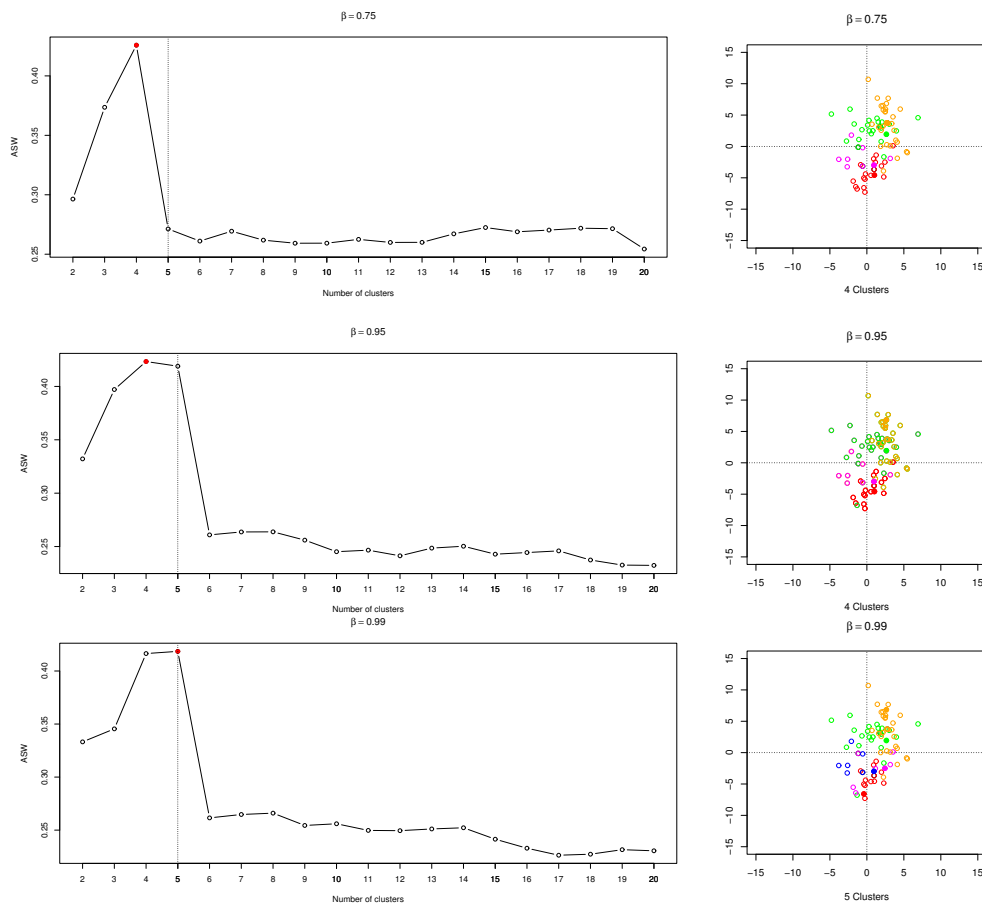 β = 0.75
ASW
0.25 0.30 0.35 0.40
2 3 4 5 6 7 8 9 10 11 12 13 14 15 16 17 18 19 20
Number of clusters
β = 0.75
−15 −10 −5 0 5 10 15
−15 −10 −5 0 5 10 15
4 Clusters
β = 0.95
ASW
0.25 0.30 0.35 0.40
2 3 4 5 6 7 8 9 10 11 12 13 14 15 16 17 18 19 20
Number of clusters
β = 0.95
−15 −10 −5 0 5 10 15
−15 −10 −5 0 5 10 15
4 Clusters
β = 0.99
ASW
0.25 0.30 0.35 0.40
2 3 4 5 6 7 8 9 10 11 12 13 14 15 16 17 18 19 20
Number of clusters
β = 0.99
−15 −10 −5 0 5 10 15
−15 −10 −5 0 5 10 15
5 Clusters